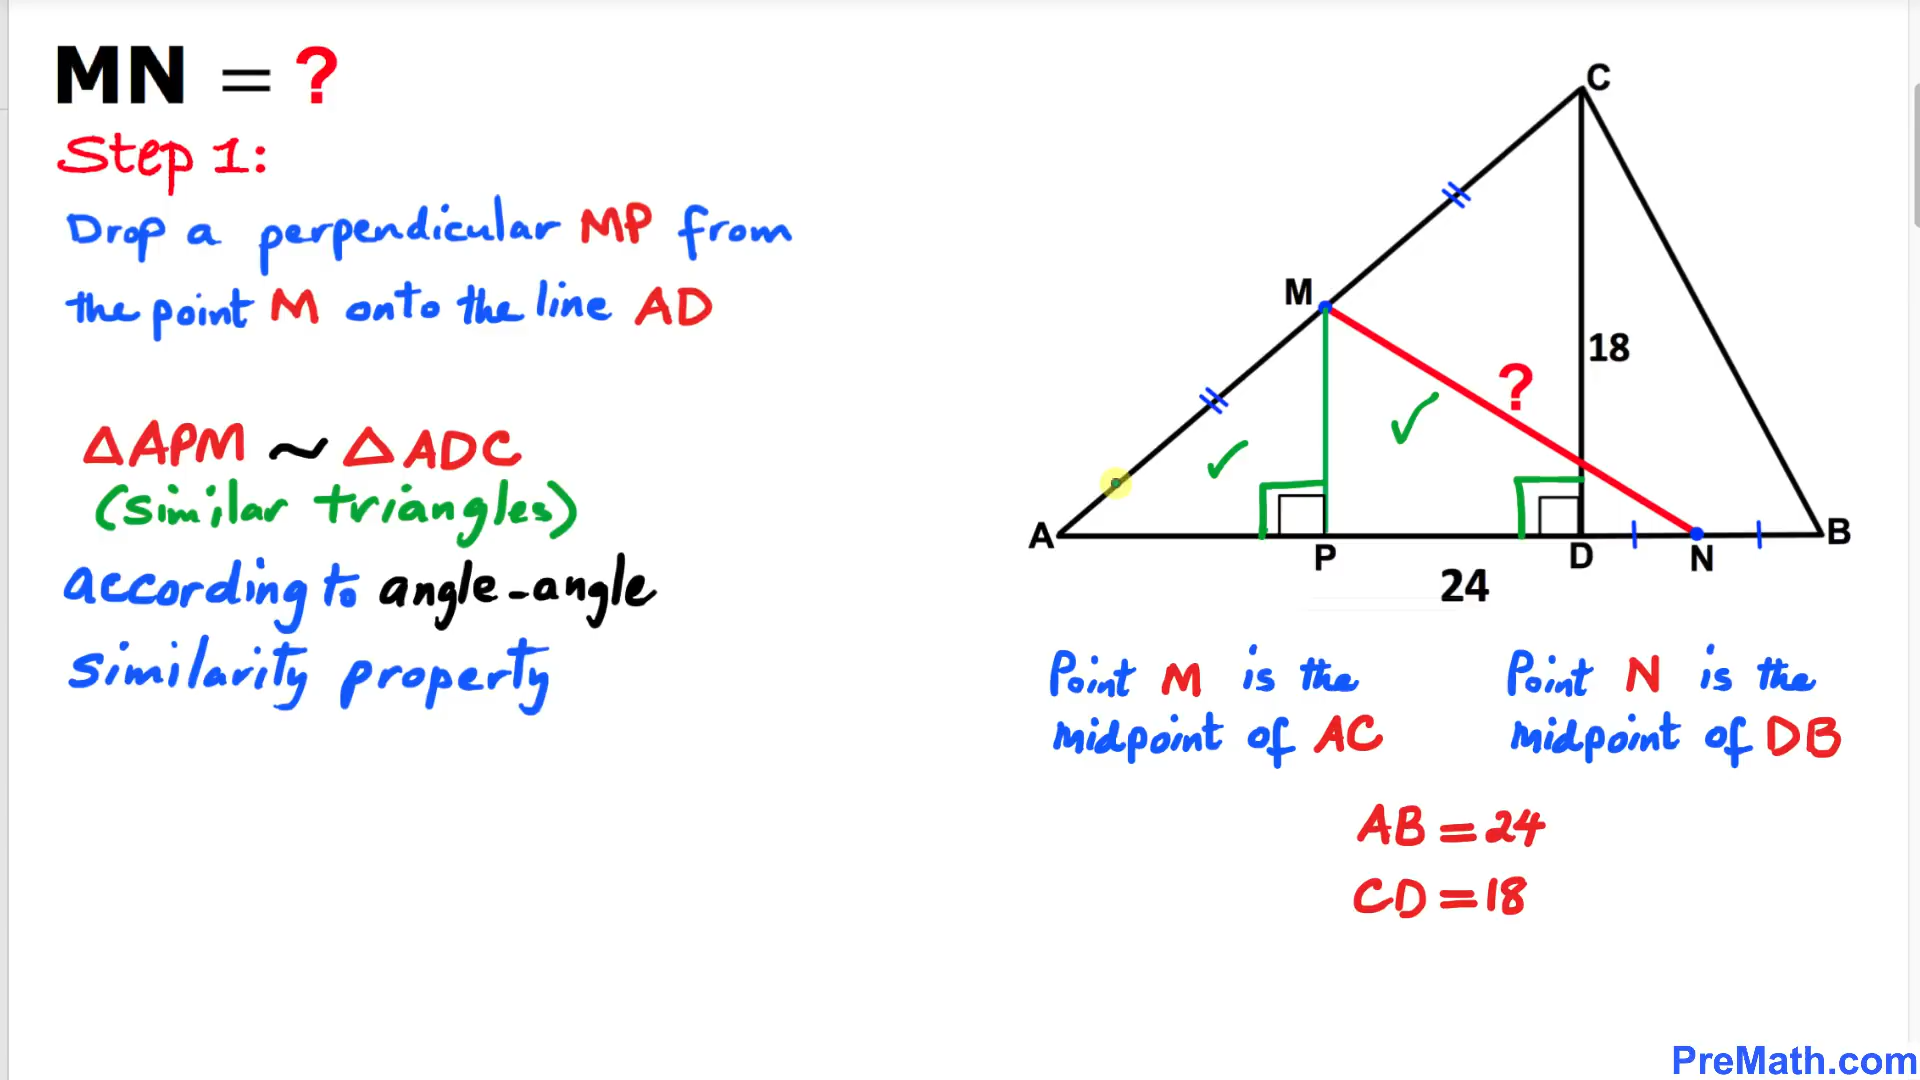 MN = ?
Step 1:
Drop a perpendicular MP from
the point M onto the line AD
△APM ~ △ADC
(similar triangles)
according to angle-angle
similarity property
C
M
18
?
A
P
D
N
B
24
Point M is the
midpoint of AC
Point N is the
midpoint of DB
AB = 24
CD = 18
PreMath.com